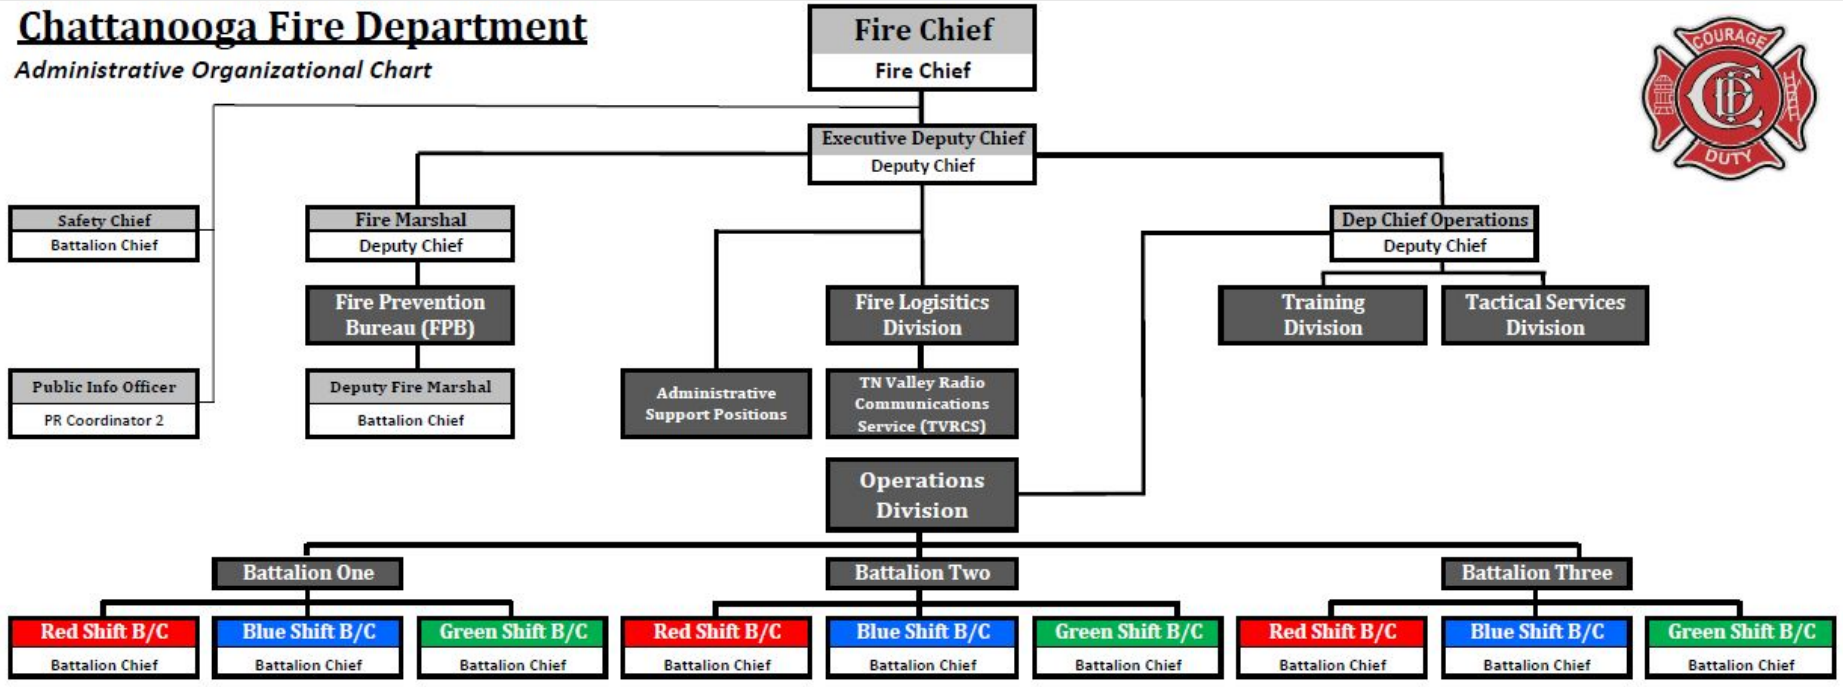 Chattanooga Fire Department
Administrative Organizational Chart
Fire Chief
Fire Chief
COURAGE
CFD
DUTY
Executive Deputy Chief
Deputy Chief
Safety Chief
Battalion Chief
Fire Marshal
Deputy Chief
Dep Chief Operations
Deputy Chief
Fire Prevention
Bureau (FPB)
Fire Logisitics
Division
Training
Division
Tactical Services
Division
Public Info Officer
PR Coordinator 2
Deputy Fire Marshal
Battalion Chief
Administrative
Support Positions
TN Valley Radio
Communications
Service (TVRCS)
Operations
Division
Battalion One
Battalion Two
Battalion Three
Red Shift B/C
Battalion Chief
Blue Shift B/C
Battalion Chief
Green Shift B/C
Battalion Chief
Red Shift B/C
Battalion Chief
Blue Shift B/C
Battalion Chief
Green Shift B/C
Battalion Chief
Red Shift B/C
Battalion Chief
Blue Shift B/C
Battalion Chief
Green Shift B/C
Battalion Chief